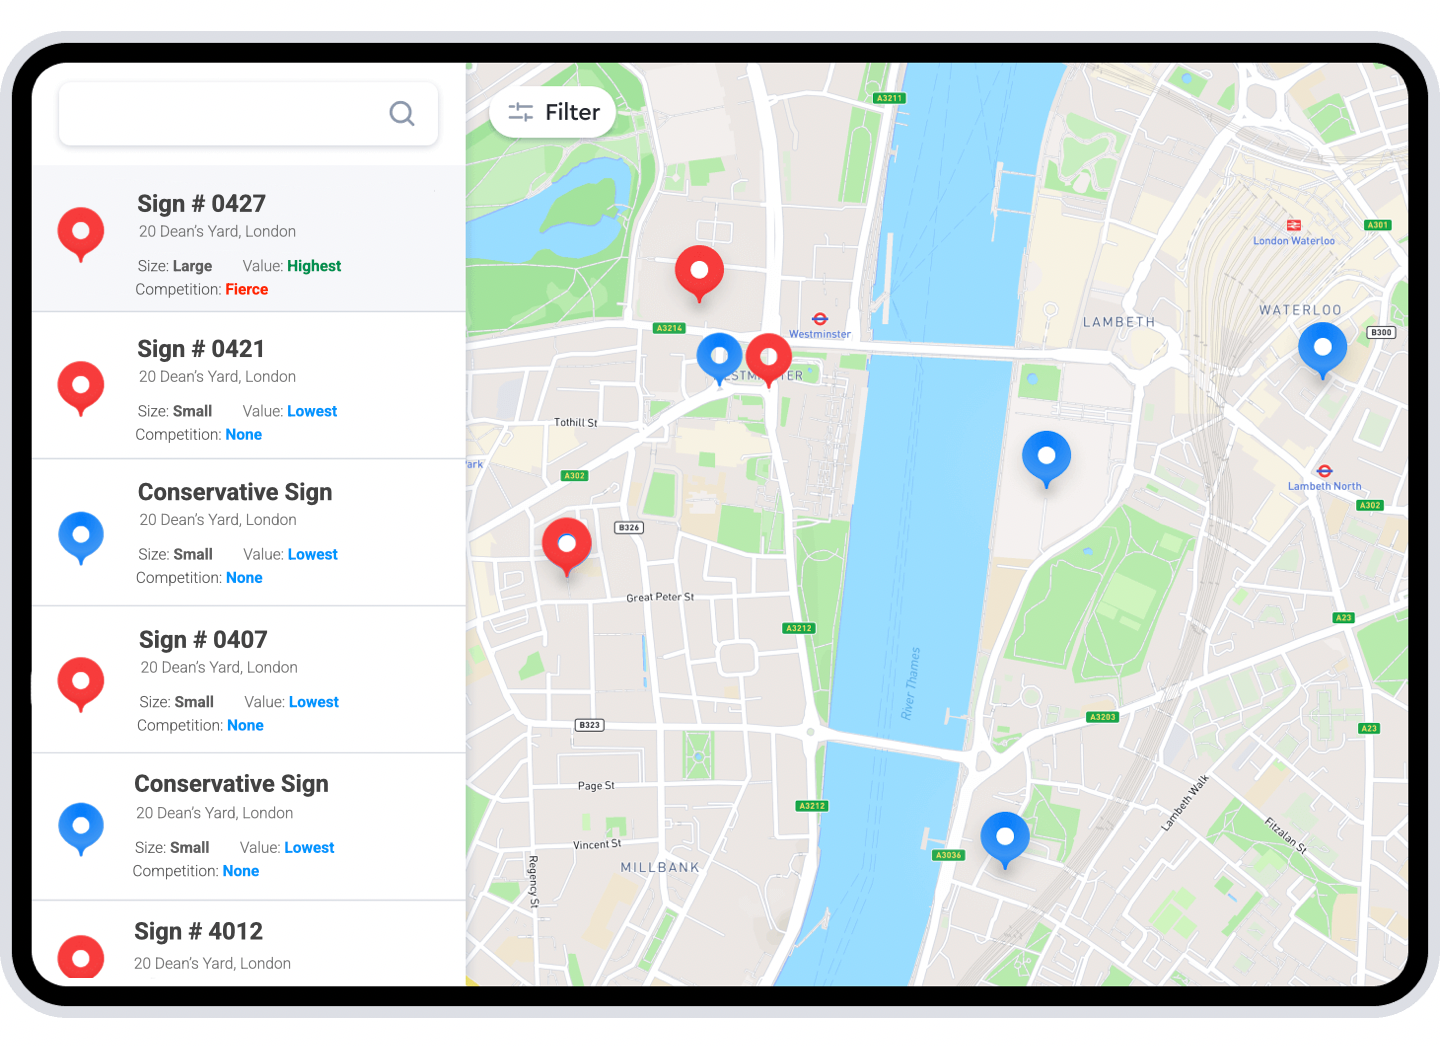 Filter
Sign # 0427
20 Dean's Yard, London
Size: Large Value: Highest
Competition: Fierce
Sign # 0421
20 Dean's Yard, London
Size: Small Value: Lowest
Competition: None
Conservative Sign
20 Dean's Yard, London
Size: Small Value: Lowest
Competition: None
Sign # 0407
20 Dean's Yard, London
Size: Small Value: Lowest
Competition: None
Conservative Sign
20 Dean's Yard, London
Size: Small Value: Lowest
Competition: None
Sign # 4012
20 Dean's Yard, London
A3211
A301
London Waterloo
WATERLOO
LAMBETH
B300
A3214
Westminster
Tothill St
A302
Lambeth North
A302
B326
Great Peter St
A3212
A23
River Thames
A3203
B323
A23
Page St
A3212
Lambeth Walk
Fitzalan St
Vincent St
A3036
MILLBANK
Regency St